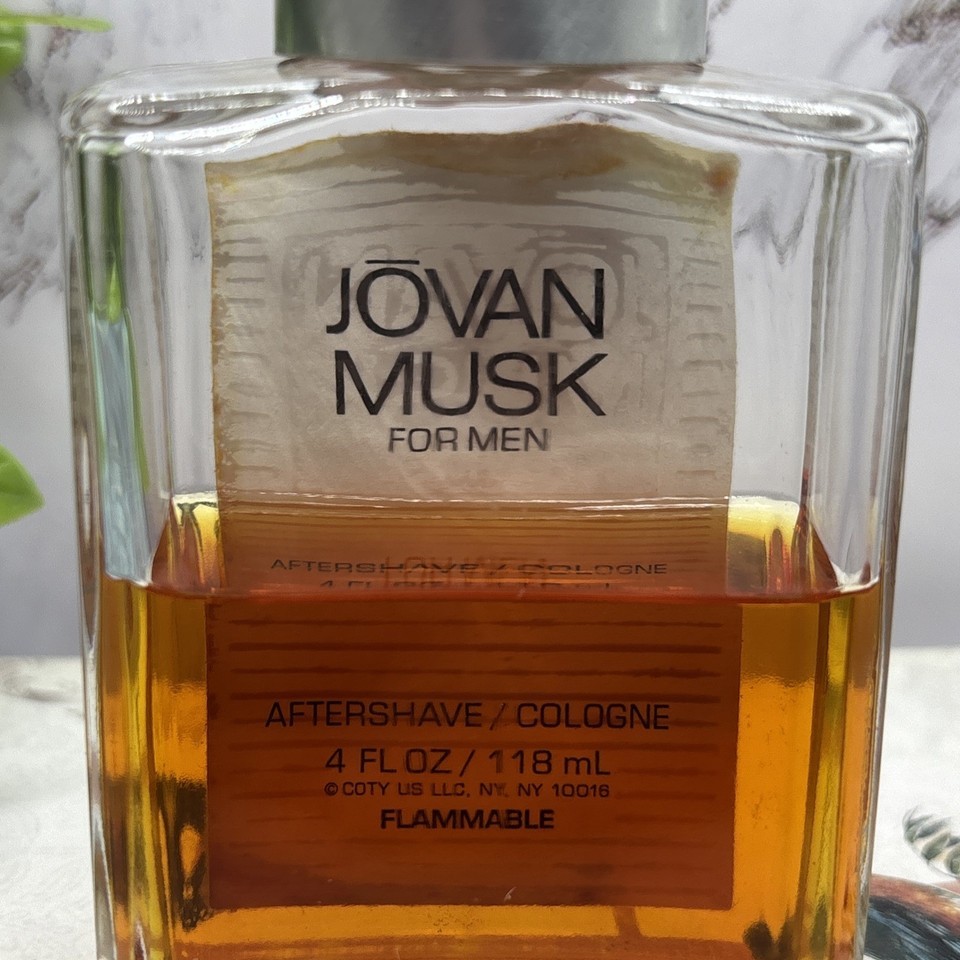 JŌVAN
MUSK
FOR MEN
AFTERSHAVE / COLOGNE
AFTERSHAVE / COLOGNE
4 FL OZ / 118 mL
© COTY US LLC, NY, NY 10016
FLAMMABLE